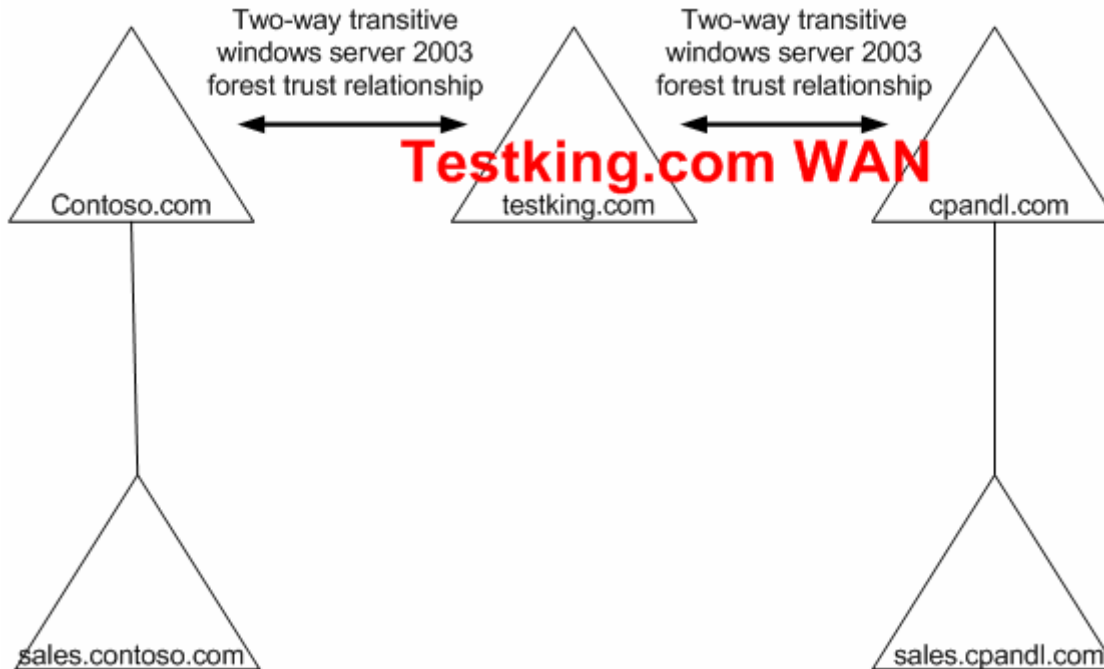 Two-way transitive
windows server 2003
forest trust relationship
Two-way transitive
windows server 2003
forest trust relationship
Testking.com WAN
Contoso.com
testking.com
cpandl.com
sales.contoso.com
sales.cpandl.com